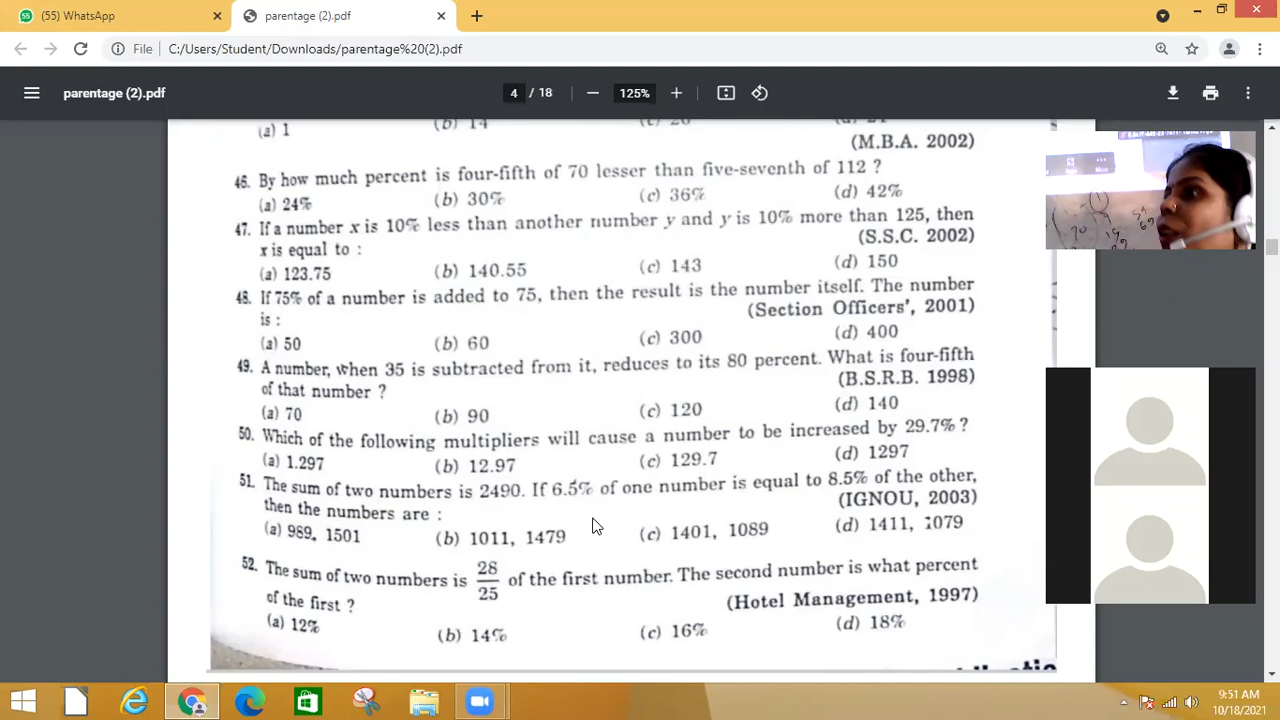 (55) WhatsApp
parentage (2).pdf
File
C:/Users/Student/Downloads/parentage%20(2).pdf
parentage (2).pdf
4 / 18
125%
(a) 1 (b) 14
(M.B.A. 2002)
46. By how much percent is four-fifth of 70 lesser than five-seventh of 112 ?
(a) 24% (b) 30% (c) 36% (d) 42%
47. If a number x is 10% less than another number y and y is 10% more than 125, then
x is equal to : (S.S.C. 2002)
(a) 123.75 (b) 140.55 (c) 143 (d) 150
48. If 75% of a number is added to 75, then the result is the number itself. The number
is : (Section Officers', 2001)
(a) 50 (b) 60 (c) 300 (d) 400
49. A number, when 35 is subtracted from it, reduces to its 80 percent. What is four-fifth
of that number ? (B.S.R.B. 1998)
(a) 70 (b) 90 (c) 120 (d) 140
50. Which of the following multipliers will cause a number to be increased by 29.7% ?
(a) 1.297 (b) 12.97 (c) 129.7 (d) 1297
51. The sum of two numbers is 2490. If 6.5% of one number is equal to 8.5% of the other,
then the numbers are : (IGNOU, 2003)
(a) 989, 1501 (b) 1011, 1479 (c) 1401, 1089 (d) 1411, 1079
52. The sum of two numbers is 28/25 of the first number. The second number is what percent
of the first ? (Hotel Management, 1997)
(a) 12% (b) 14% (c) 16% (d) 18%
9:51 AM
10/18/2021